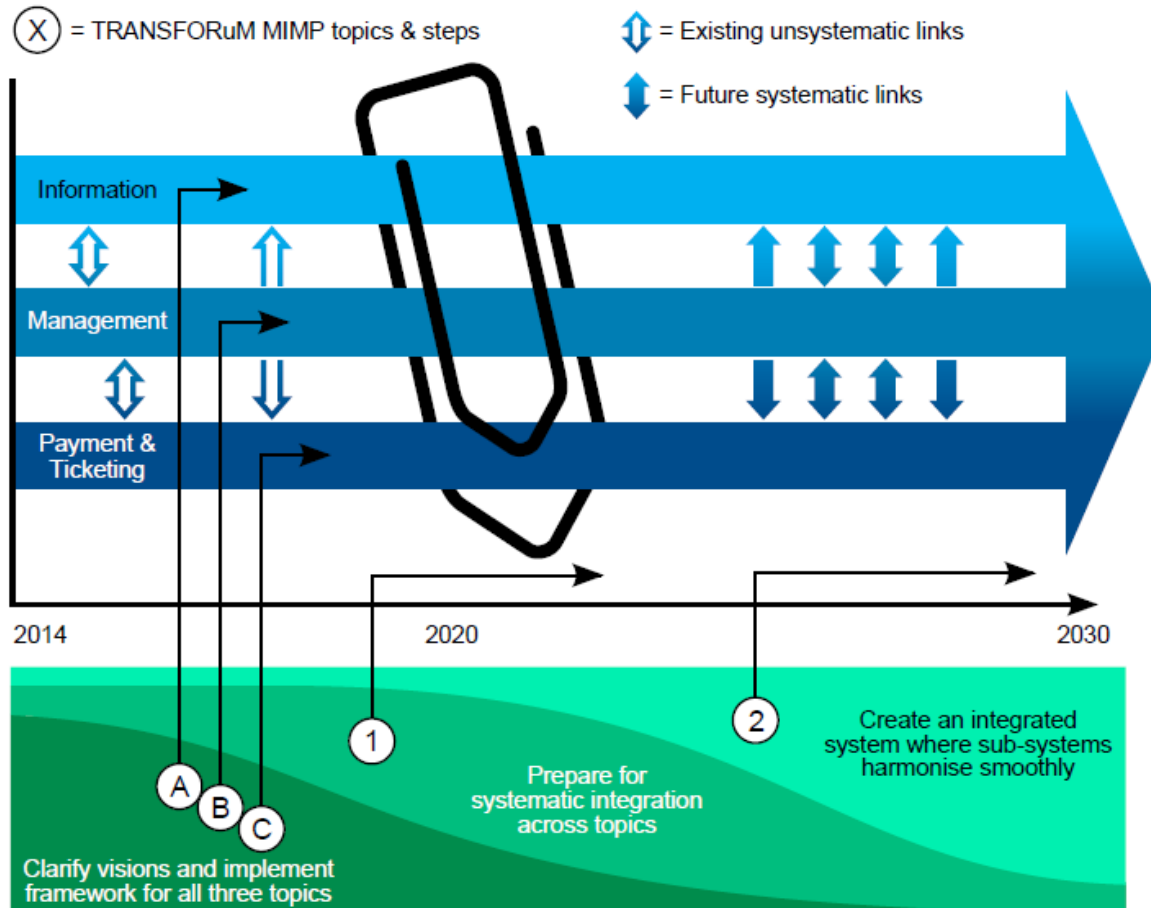 X = TRANSFORuM MIMP topics & steps
= Existing unsystematic links
= Future systematic links
Information
Management
Payment &
Ticketing
2014
2020
2030
1
2
A
B
C
Create an integrated
system where sub-systems
harmonise smoothly
Prepare for
systematic integration
across topics
Clarify visions and implement
framework for all three topics